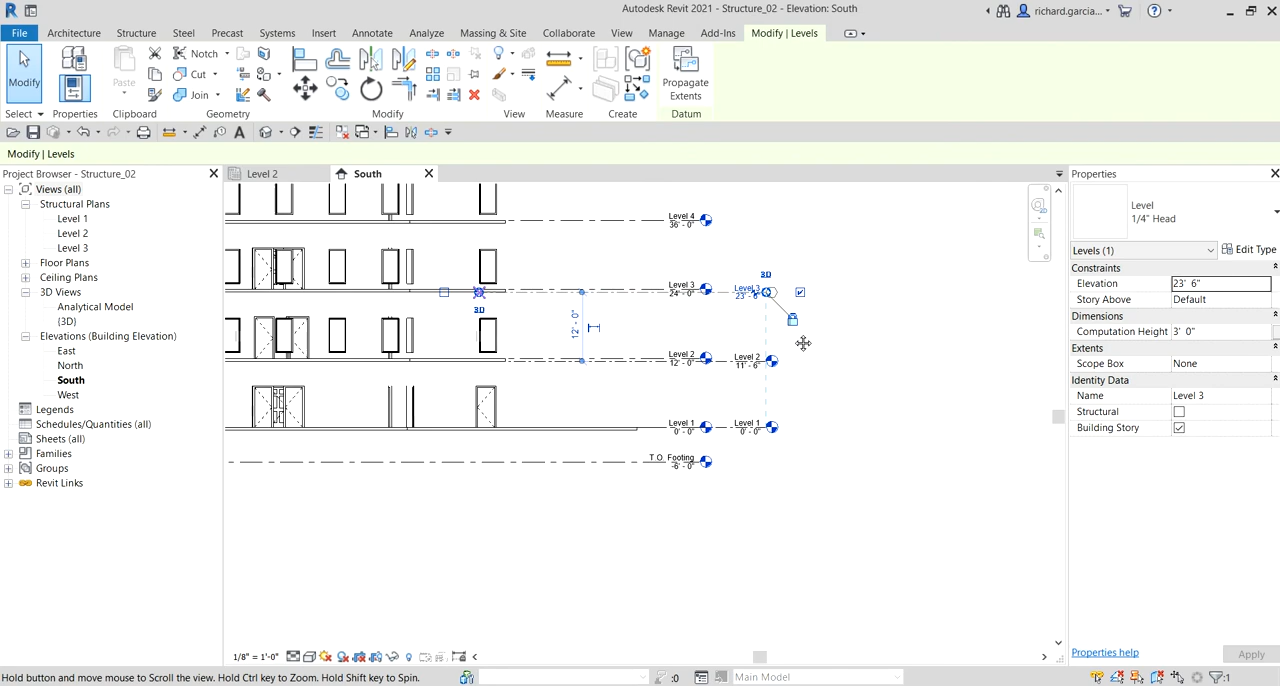 Autodesk Revit 2021 - Structure_02 - Elevation: South
richard.garcia...
File Architecture Structure Steel Precast Systems Insert Annotate Analyze Massing & Site Collaborate View Manage Add-Ins Modify | Levels
Modify
Paste
Notch
Cut
Join
Propagate
Extents
Select Properties Clipboard Geometry Modify View Measure Create Datum
Modify | Levels
Project Browser - Structure_02
Views (all)
Structural Plans
Level 1
Level 2
Level 3
Floor Plans
Ceiling Plans
3D Views
Analytical Model
{3D}
Elevations (Building Elevation)
East
North
South
West
Legends
Schedules/Quantities (all)
Sheets (all)
Families
Groups
Revit Links
Level 2
South
Level 4
36' - 0"
3D
Level 3
24' - 0"
Level 3
23' - 6"
3D
12' - 0"
Level 2
12' - 0"
Level 2
11' - 6"
Level 1
0' - 0"
Level 1
0' - 0"
T.O. Footing
-6' - 0"
2D
Properties
Level
1/4" Head
Levels (1)
Edit Type
Constraints
Elevation 23' 6"
Story Above Default
Dimensions
Computation Height 3' 0"
Extents
Scope Box None
Identity Data
Name Level 3
Structural
Building Story
Properties help
Apply
1/8" = 1'-0"
Hold button and move mouse to Scroll the view. Hold Ctrl key to Zoom. Hold Shift key to Spin.
:0
Main Model
:1